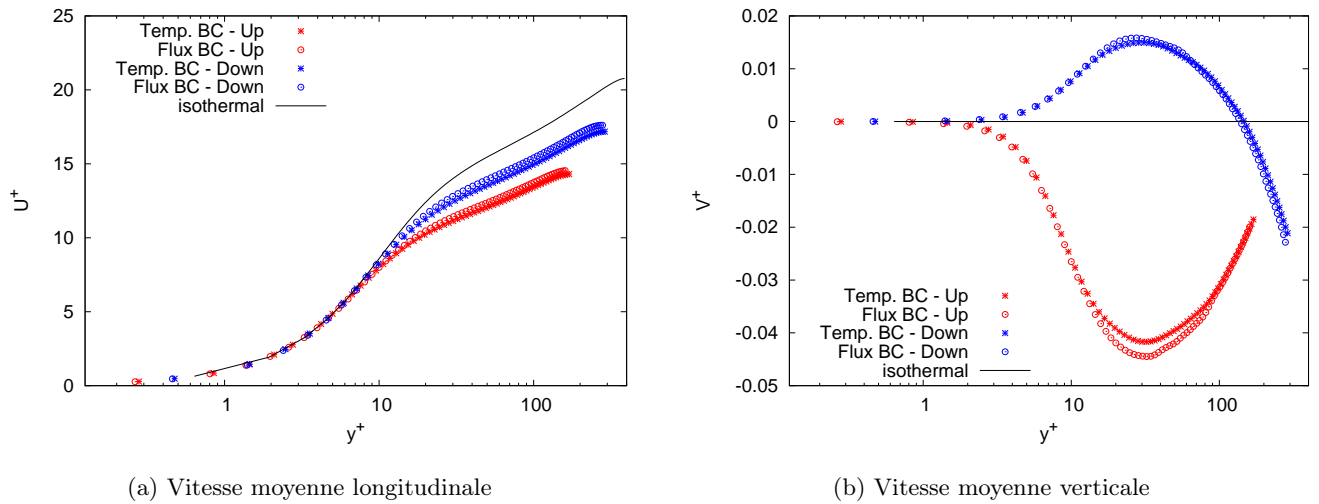 25
20
15
10
5
0
U+
1
10
100
y+
Temp. BC - Up
Flux BC - Up
Temp. BC - Down
Flux BC - Down
isothermal
(a) Vitesse moyenne longitudinale
0.02
0.01
0
-0.01
-0.02
-0.03
-0.04
-0.05
V+
1
10
100
y+
Temp. BC - Up
Flux BC - Up
Temp. BC - Down
Flux BC - Down
isothermal
(b) Vitesse moyenne verticale